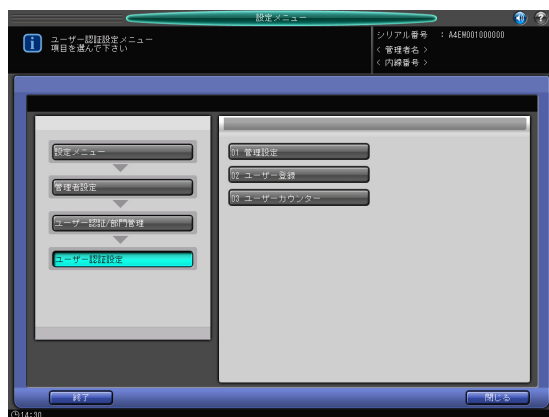 設定メニュー
ユーザー認証設定メニュー
項目を選んで下さい
シリアル番号 : A4EW001000000
< 管理者名 >
< 内線番号 >
設定メニュー
管理者設定
ユーザー認証/部門管理
ユーザー認証設定
01 管理設定
02 ユーザー登録
03 ユーザーカウンター
終了
閉じる
14:30